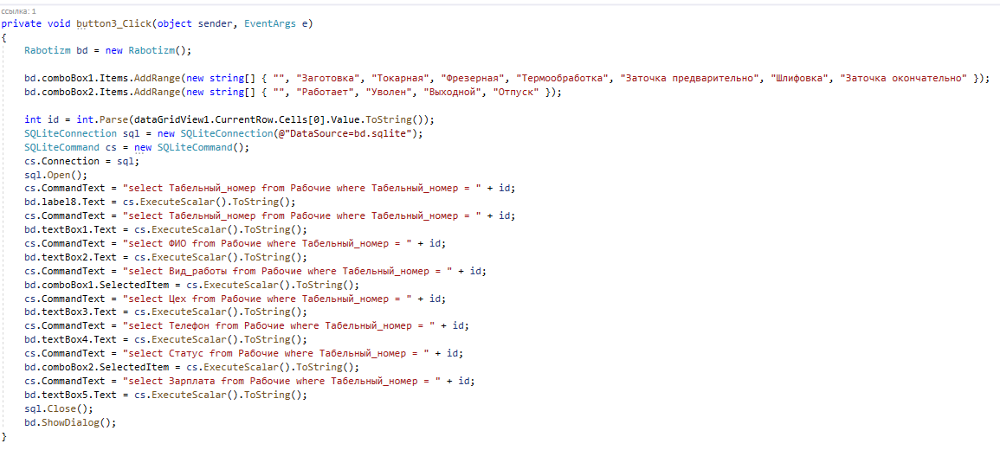 ссылка: 1
private void button3_Click(object sender, EventArgs e)
{
Rabotizm bd = new Rabotizm();
bd.comboBox1.Items.AddRange(new string[] { "", "Заготовка", "Токарная", "Фрезерная", "Термообработка", "Заточка предварительно", "Шлифовка", "Заточка окончательно" });
bd.comboBox2.Items.AddRange(new string[] { "", "Работает", "Уволен", "Выходной", "Отпуск" });
int id = int.Parse(dataGridView1.CurrentRow.Cells[0].Value.ToString());
SQLiteConnection sql = new SQLiteConnection(@"DataSource=bd.sqlite");
SQLiteCommand cs = new SQLiteCommand();
cs.Connection = sql;
sql.Open();
cs.CommandText = "select Табельный_номер from Рабочие where Табельный_номер = " + id;
bd.label8.Text = cs.ExecuteScalar().ToString();
cs.CommandText = "select Табельный_номер from Рабочие where Табельный_номер = " + id;
bd.textBox1.Text = cs.ExecuteScalar().ToString();
cs.CommandText = "select ФИО from Рабочие where Табельный_номер = " + id;
bd.textBox2.Text = cs.ExecuteScalar().ToString();
cs.CommandText = "select Вид_работы from Рабочие where Табельный_номер = " + id;
bd.comboBox1.SelectedItem = cs.ExecuteScalar().ToString();
cs.CommandText = "select Цех from Рабочие where Табельный_номер = " + id;
bd.textBox3.Text = cs.ExecuteScalar().ToString();
cs.CommandText = "select Телефон from Рабочие where Табельный_номер = " + id;
bd.textBox4.Text = cs.ExecuteScalar().ToString();
cs.CommandText = "select Статус from Рабочие where Табельный_номер = " + id;
bd.comboBox2.SelectedItem = cs.ExecuteScalar().ToString();
cs.CommandText = "select Зарплата from Рабочие where Табельный_номер = " + id;
bd.textBox5.Text = cs.ExecuteScalar().ToString();
sql.Close();
bd.ShowDialog();
}